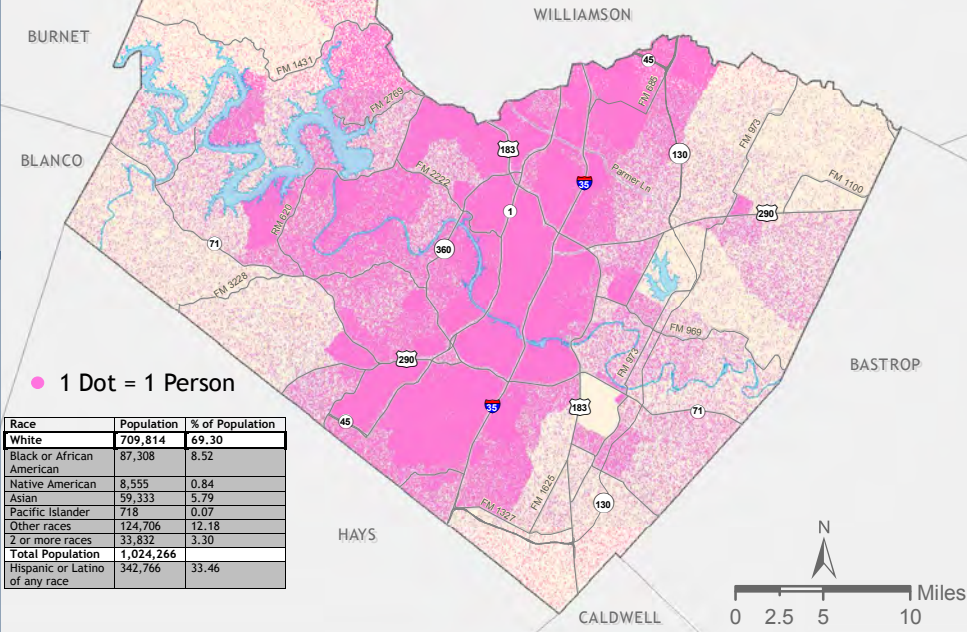 WILLIAMSON
BURNET
45
FM 1431
FM 685
FM 2769
FM 973
183
130
BLANCO
FM 2222
Parmer Ln
35
FM 1100
1
290
RM 620
71
360
FM 3228
FM 969
290
FM 973
BASTROP
1 Dot = 1 Person
35
183
71
45
Race Population % of Population
White 709,814 69.30
Black or African
American 87,308 8.52
Native American 8,555 0.84
Asian 59,333 5.79
Pacific Islander 718 0.07
Other races 124,706 12.18
2 or more races 33,832 3.30
Total Population 1,024,266
Hispanic or Latino
of any race 342,766 33.46
FM 1625
130
FM 1327
HAYS
N
Miles
0 2.5 5 10
CALDWELL